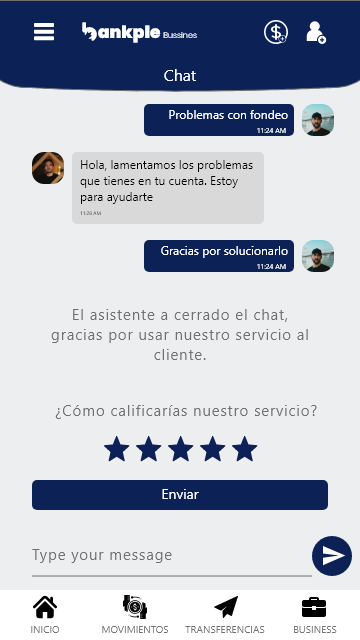 bankple Bussines
Chat
Problemas con fondeo
11:24 AM
Hola, lamentamos los problemas
que tienes en tu cuenta. Estoy
para ayudarte
11:26 AM
Gracias por solucionarlo
11:24 AM
El asistente a cerrado el chat,
gracias por usar nuestro servicio al
cliente.
¿Cómo calificarías nuestro servicio?
Enviar
Type your message
INICIO MOVIMIENTOS TRANSFERENCIAS BUSINESS